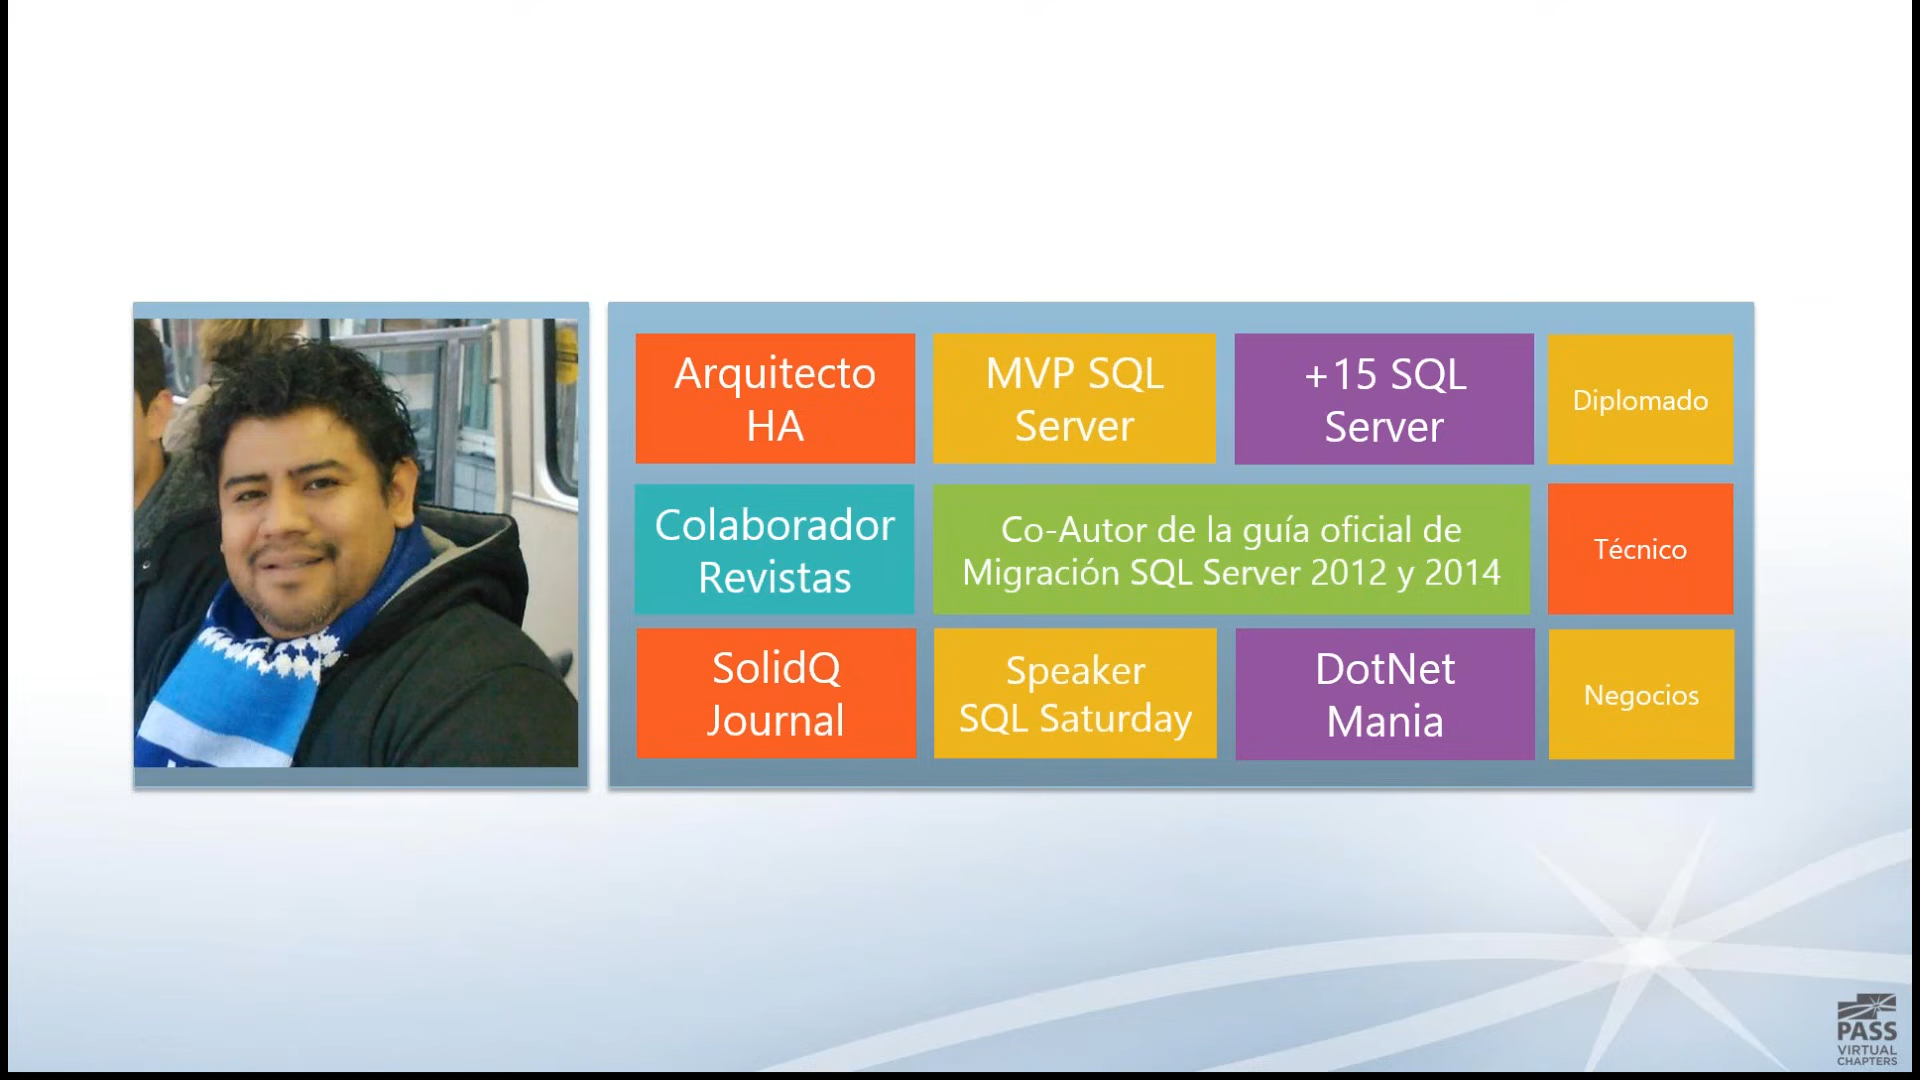 Arquitecto
HA
MVP SQL
Server
+15 SQL
Server
Diplomado
Colaborador
Revistas
Co-Autor de la guía oficial de
Migración SQL Server 2012 y 2014
Técnico
SolidQ
Journal
Speaker
SQL Saturday
DotNet
Mania
Negocios
PASS
VIRTUAL
CHAPTERS